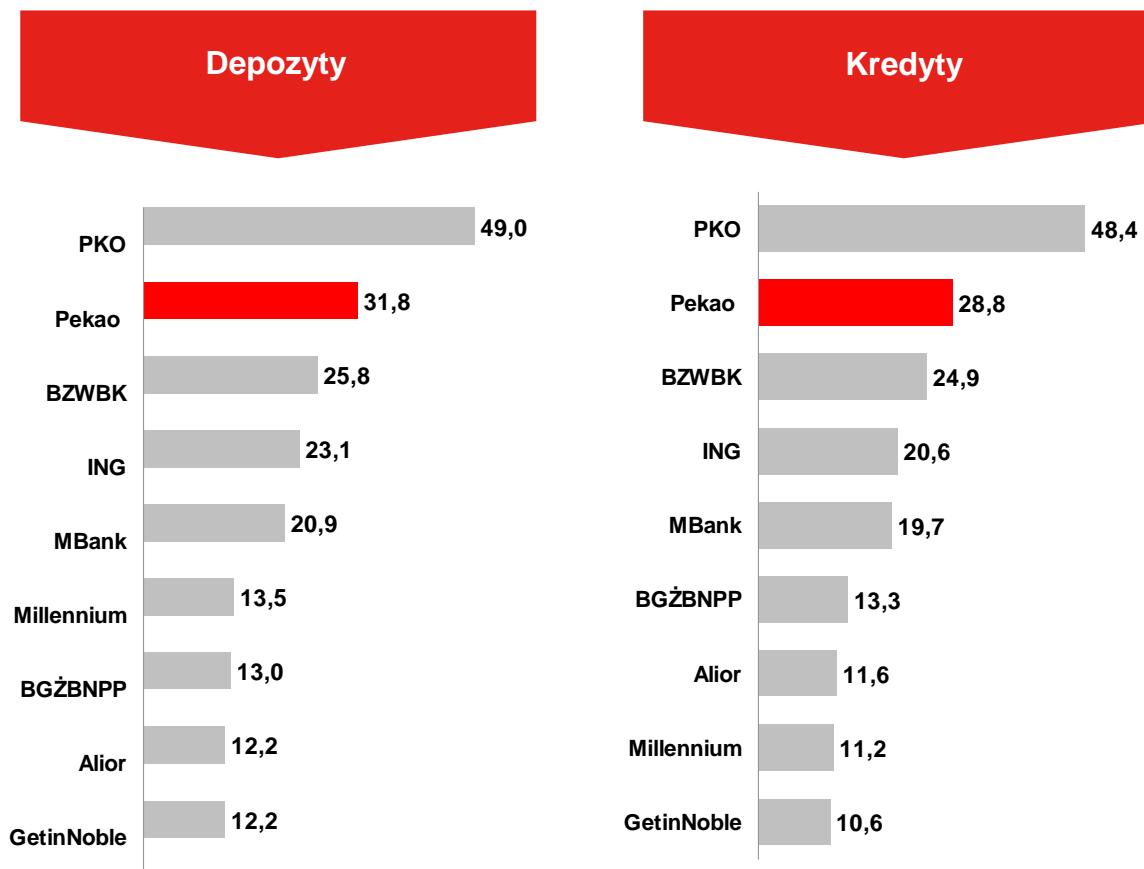 Depozyty
PKO 49,0
Pekao 31,8
BZWBK 25,8
ING 23,1
MBank 20,9
Millennium 13,5
BGŻBNPP 13,0
Alior 12,2
GetinNoble 12,2
Kredyty
PKO 48,4
Pekao 28,8
BZWBK 24,9
ING 20,6
MBank 19,7
BGŻBNPP 13,3
Alior 11,6
Millennium 11,2
GetinNoble 10,6